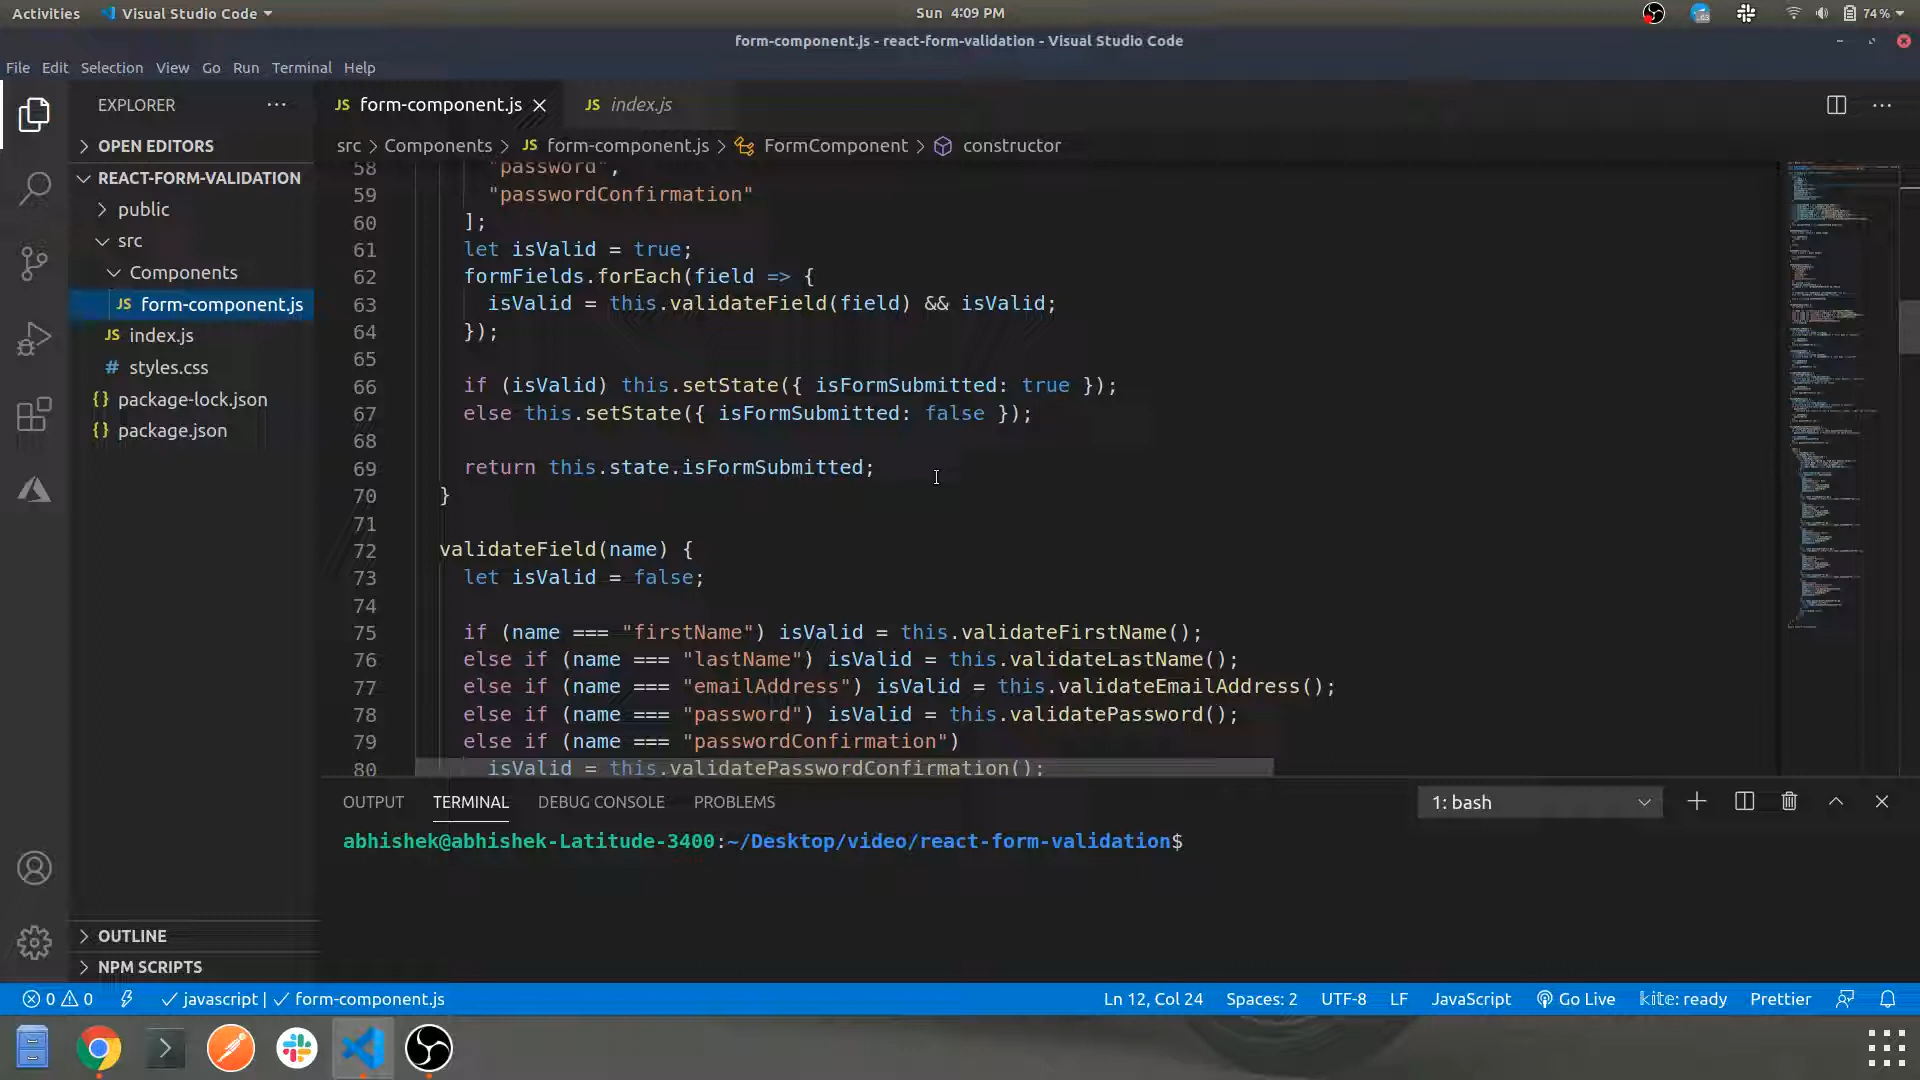 Activities Visual Studio Code Sun 4:09 PM 74 %
form-component.js - react-form-validation - Visual Studio Code
File Edit Selection View Go Run Terminal Help
EXPLORER
OPEN EDITORS
REACT-FORM-VALIDATION
public
src
Components
JS form-component.js
JS index.js
# styles.css
{} package-lock.json
{} package.json
OUTLINE
NPM SCRIPTS
JS form-component.js JS index.js
src > Components > JS form-component.js > FormComponent > constructor
58 "password",
59 "passwordConfirmation"
60 ];
61 let isValid = true;
62 formFields.forEach(field => {
63 isValid = this.validateField(field) && isValid;
64 });
65
66 if (isValid) this.setState({ isFormSubmitted: true });
67 else this.setState({ isFormSubmitted: false });
68
69 return this.state.isFormSubmitted;
70 }
71
72 validateField(name) {
73 let isValid = false;
74
75 if (name === "firstName") isValid = this.validateFirstName();
76 else if (name === "lastName") isValid = this.validateLastName();
77 else if (name === "emailAddress") isValid = this.validateEmailAddress();
78 else if (name === "password") isValid = this.validatePassword();
79 else if (name === "passwordConfirmation")
80 isValid = this.validatePasswordConfirmation();
OUTPUT TERMINAL DEBUG CONSOLE PROBLEMS 1: bash
abhishek@abhishek-Latitude-3400:~/Desktop/video/react-form-validation$
0 0 javascript | form-component.js Ln 12, Col 24 Spaces: 2 UTF-8 LF JavaScript Go Live kite: ready Prettier